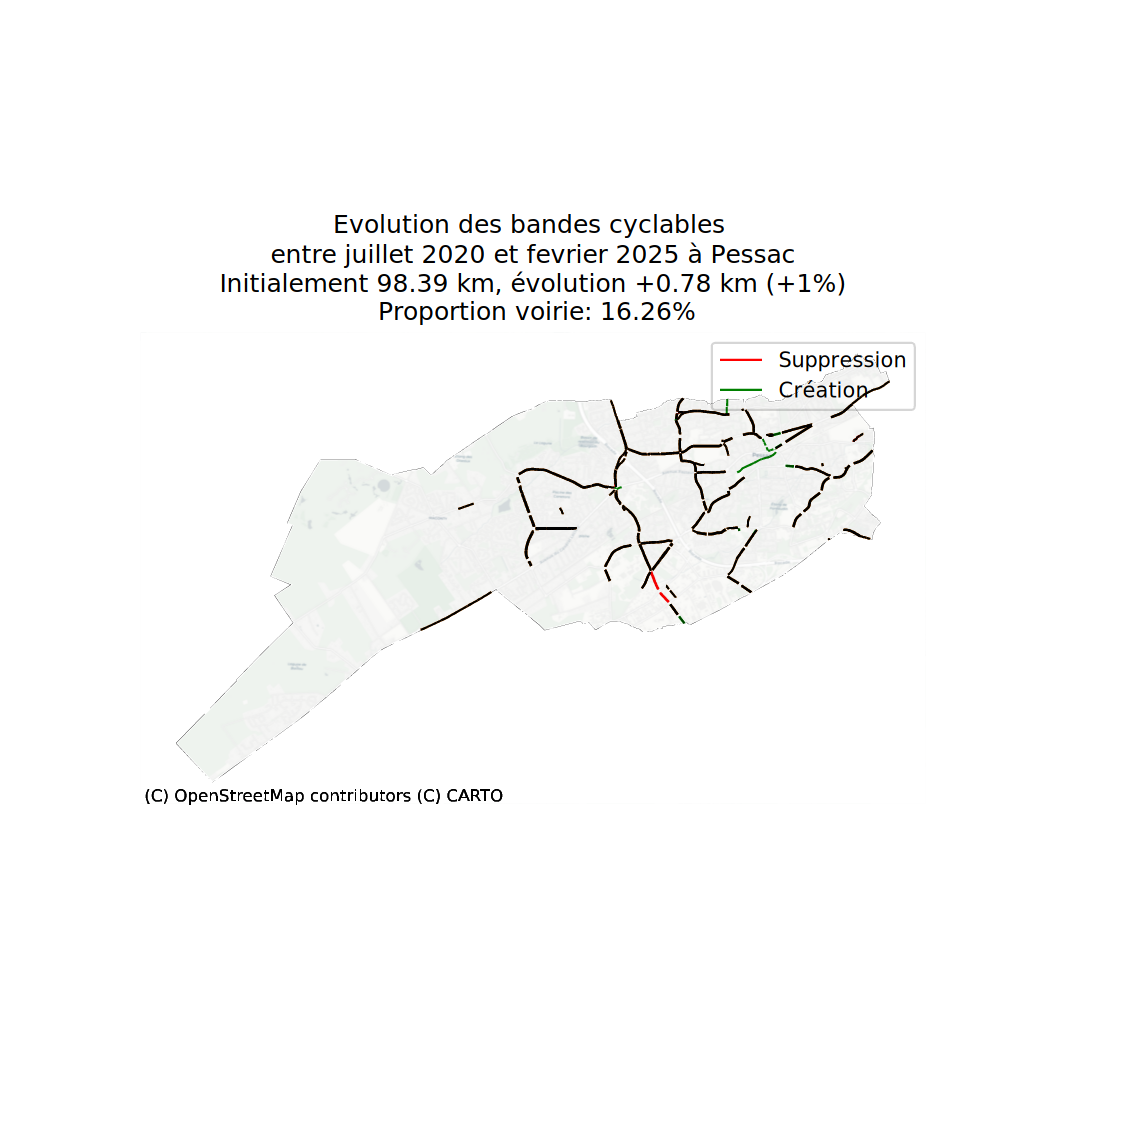 Evolution des bandes cyclables
entre juillet 2020 et fevrier 2025 à Pessac
Initialement 98.39 km, évolution +0.78 km (+1%)
Proportion voirie: 16.26%
Suppression
Création
(C) OpenStreetMap contributors (C) CARTO